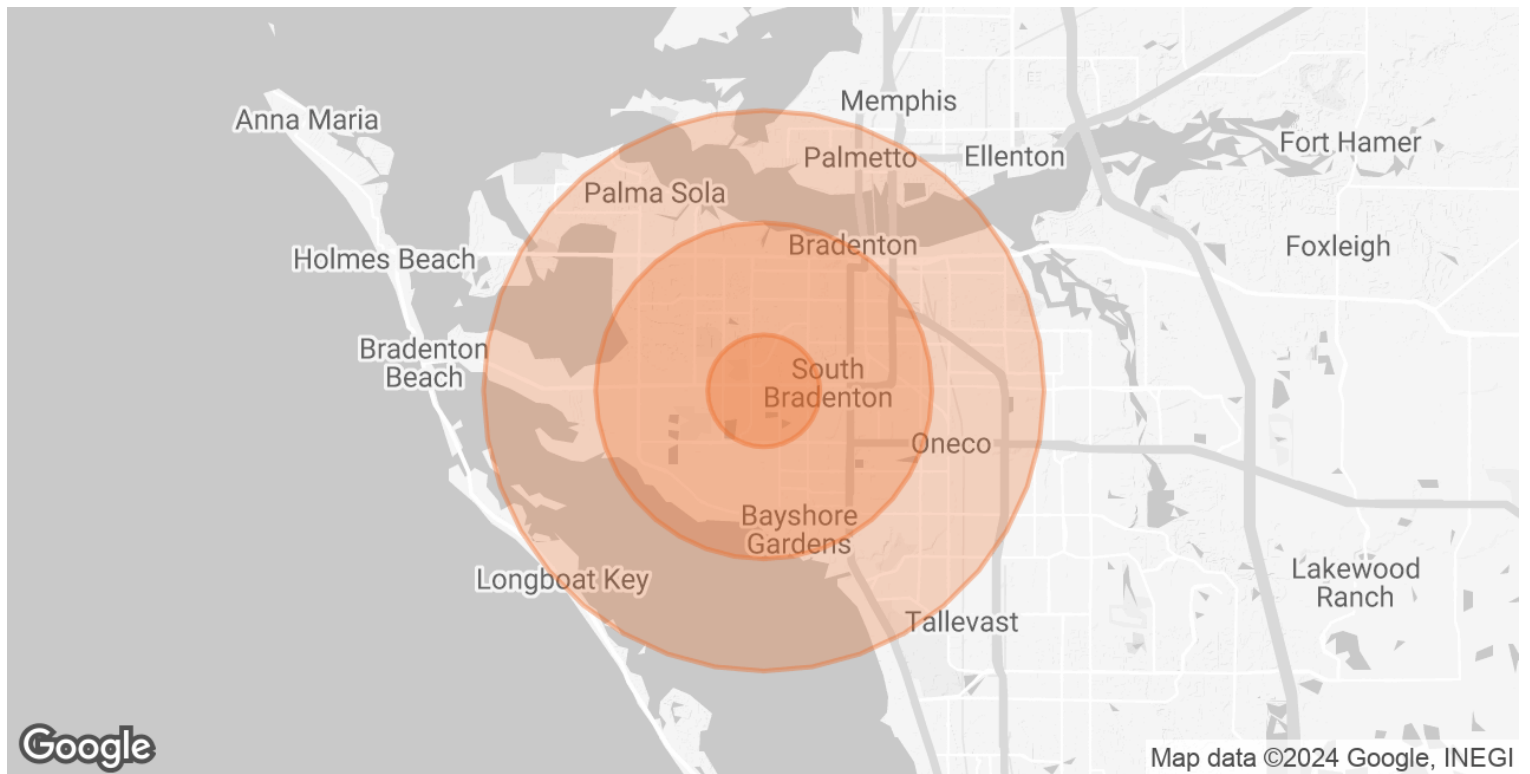 Memphis
Anna Maria
Fort Hamer
Palmetto
Ellenton
Palma Sola
Bradenton
Foxleigh
Holmes Beach
Bradenton
Beach
South
Bradenton
Oneco
Bayshore
Gardens
Longboat Key
Lakewood
Ranch
Tallevast
Google
Map data ©2024 Google, INEGI